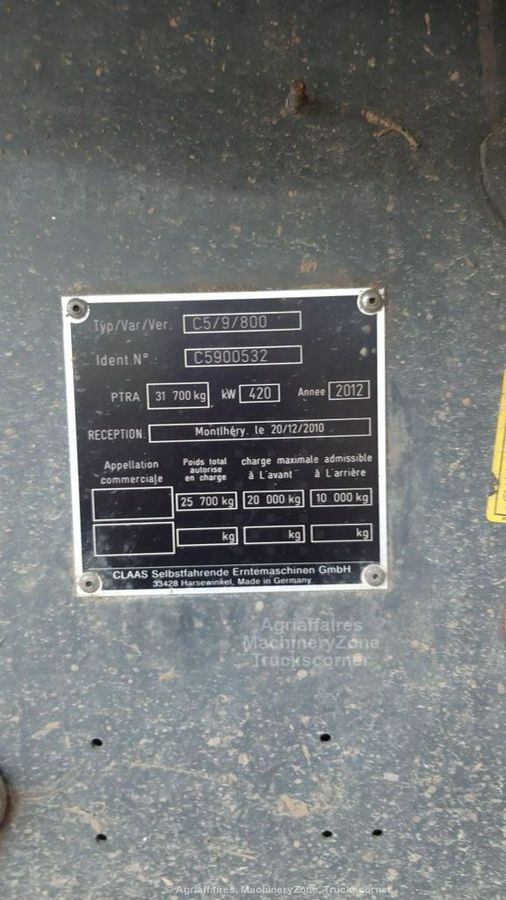 Typ/Var/Ver. C5/9/800
Ident.N°.: C5900532
PTRA 31 700 kg kW 420 Annee 2012
RECEPTION: Montlhéry. le 20/12/2010
Appellation commerciale
Poids total autorise en charge
charge maximale admissible
à L'avant à L'arrière
25 700 kg 20 000 kg 10 000 kg
kg kg kg
CLAAS Selbstfahrende Erntemaschinen GmbH
33428 Harsewinkel, Made in Germany
Agriaffaires
MachineryZone
Truckscorner
© Agriaffaires, MachineryZone, Truckscorner